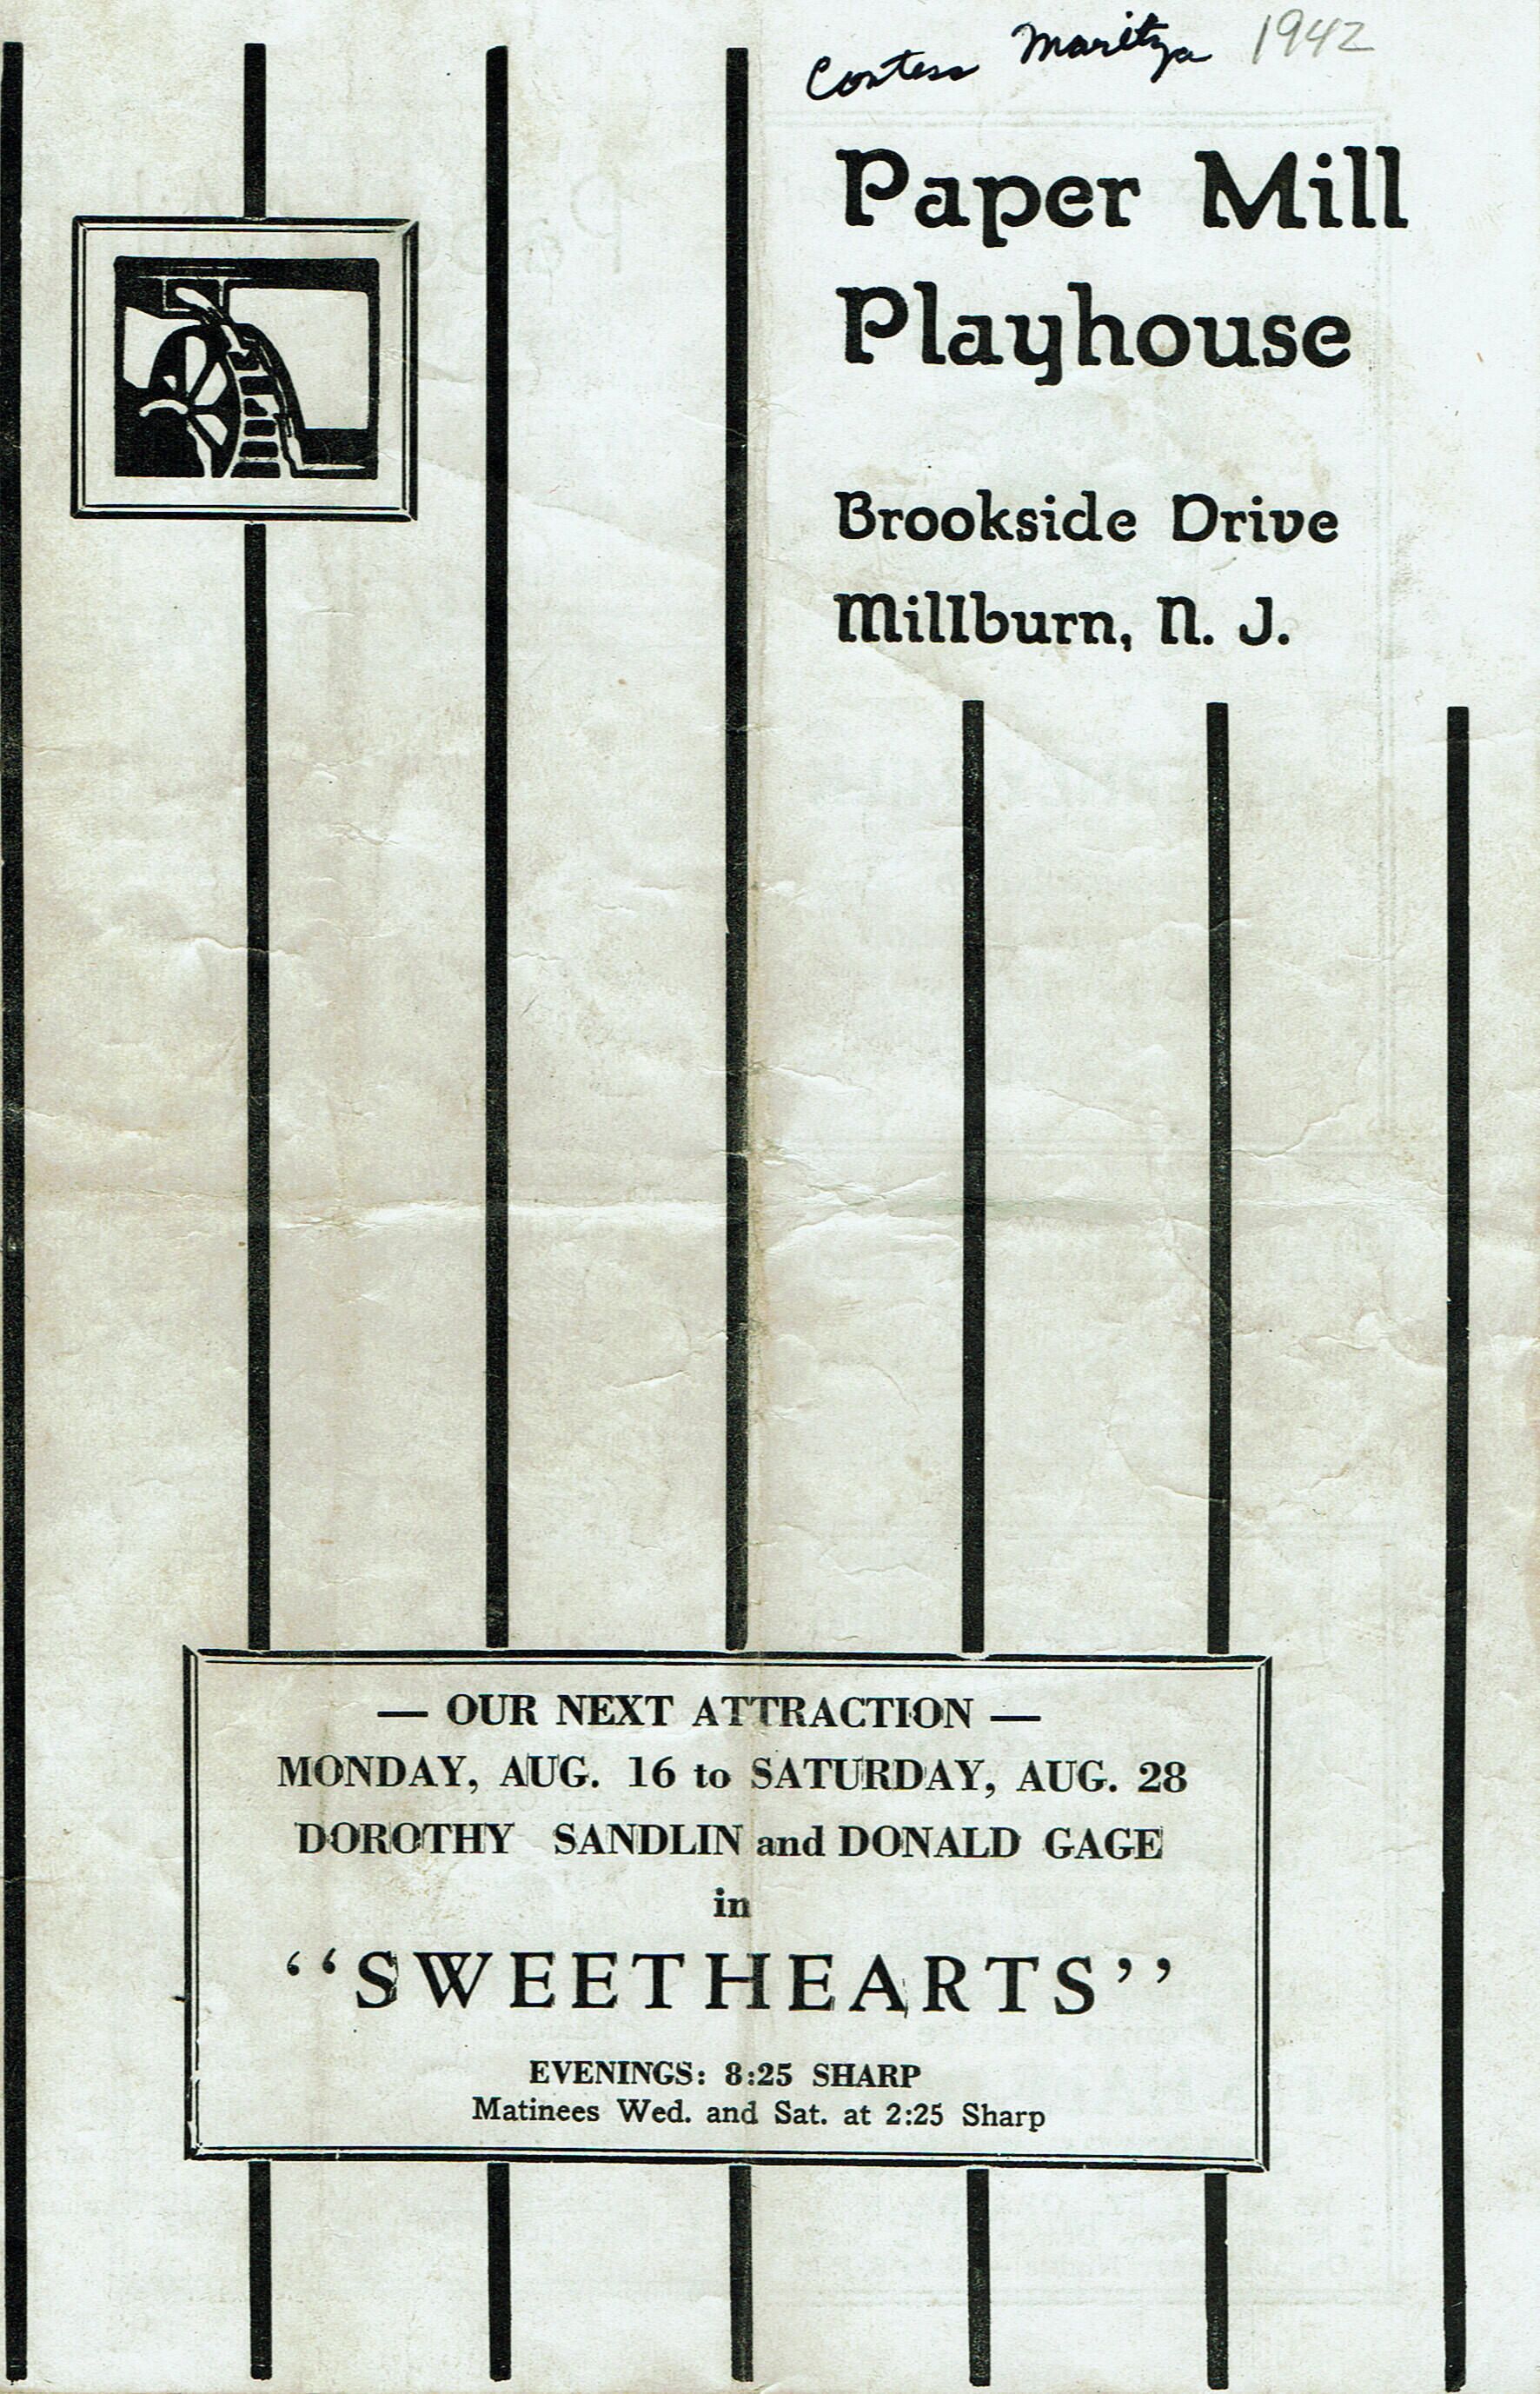 Contess Maritza 1942
Paper Mill
Playhouse
Brookside Drive
Millburn, N. J.
— OUR NEXT ATTRACTION —
MONDAY, AUG. 16 to SATURDAY, AUG. 28
DOROTHY SANDLIN and DONALD GAGE
in
‘‘SWEETHEARTS’’
EVENINGS: 8:25 SHARP
Matinees Wed. and Sat. at 2:25 Sharp